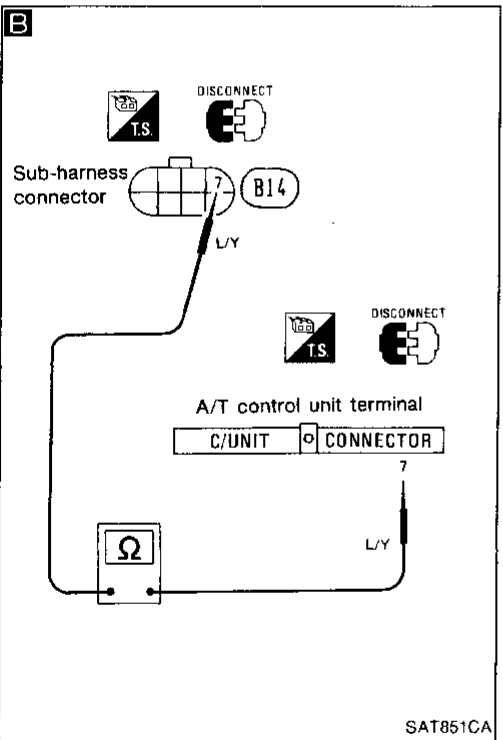 B
DISCONNECT
T.S.
Sub-harness
connector
7
B14
L/Y
DISCONNECT
T.S.
A/T control unit terminal
C/UNIT
CONNECTOR
7
L/Y
Ω
SAT851CA